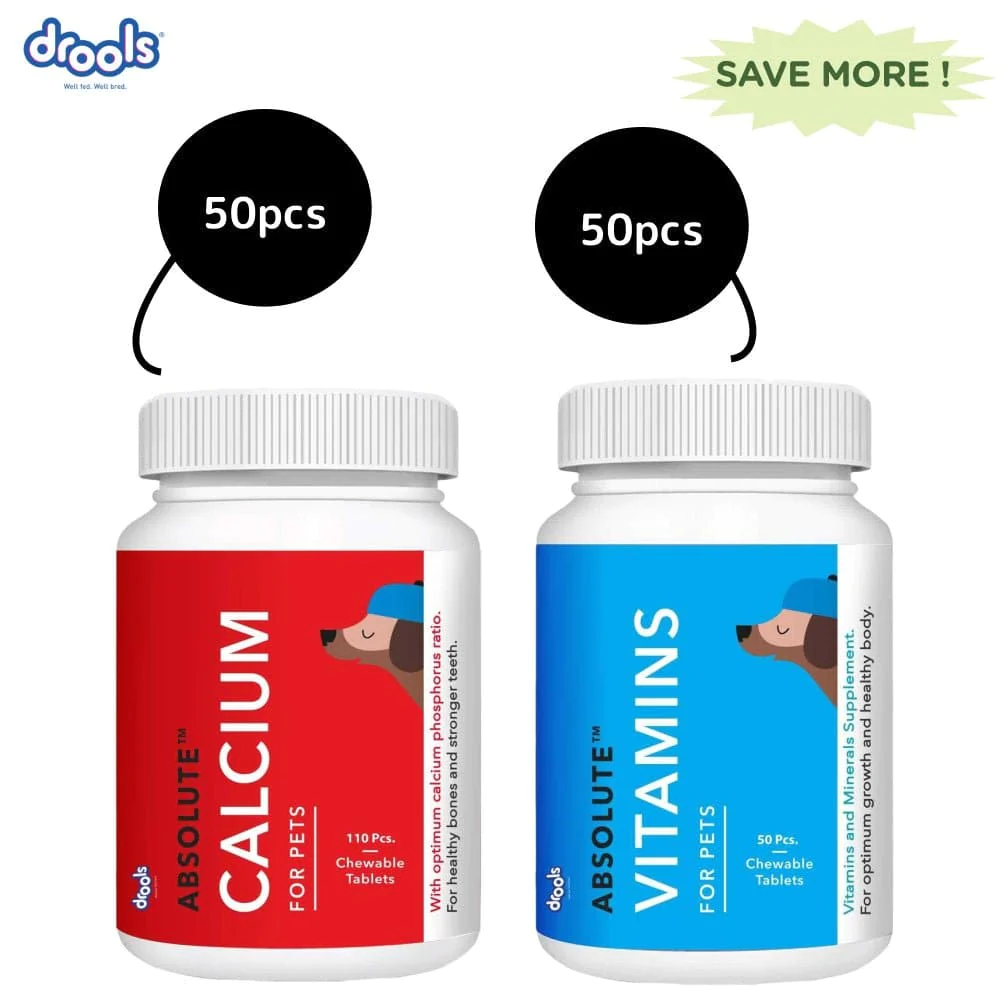 drools®
Well fed. Well bred.
SAVE MORE !
50pcs
50pcs
drools
ABSOLUTE™
CALCIUM
FOR PETS
110 Pcs.
Chewable
Tablets
With optimum calcium phosphorus ratio.
For healthy bones and stronger teeth.
drools
ABSOLUTE™
VITAMINS
FOR PETS
50 Pcs.
Chewable
Tablets
Vitamins and Minerals Supplement.
For optimum growth and healthy body.